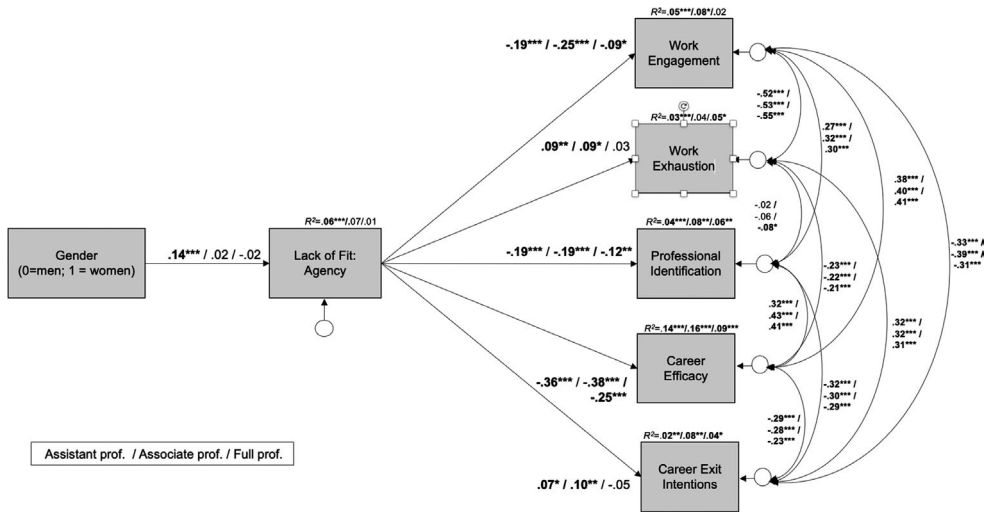 R²=.05***/.08*/.02
-.19*** / -.25*** / -.09*
Work
Engagement
-.52*** /
-.53*** /
-.55***
R²=.03***/.04/.05*
.27*** /
.32*** /
.30***
.09** / .09* / .03
Work
Exhaustion
.38*** /
.40*** /
.41***
-.02 /
-.06 /
-.08*
R²=.06***/.07/.01
R²=.04***/.08**/.06**
Gender
(0=men; 1 = women)
.14*** / .02 / -.02
Lack of Fit:
Agency
-.19*** / -.19*** / -.12**
Professional
Identification
-.33*** /
-.39*** /
-.31***
-.23*** /
-.22*** /
-.21***
.32*** /
.43*** /
.41***
R²=.14***/.16***/.09***
.32*** /
.32*** /
.31***
Career
Efficacy
-.36*** / -.38*** /
-.25***
-.32*** /
-.30*** /
-.29***
-.29*** /
-.28*** /
-.23***
R²=.02**/.08**/.04*
Assistant prof. / Associate prof. / Full prof.
Career Exit
Intentions
.07* / .10** / -.05